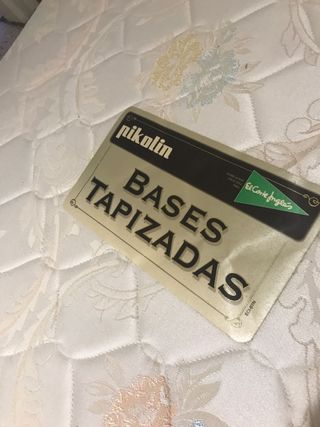 pikolin
El Corte Inglés
BASES
TAPIZADAS